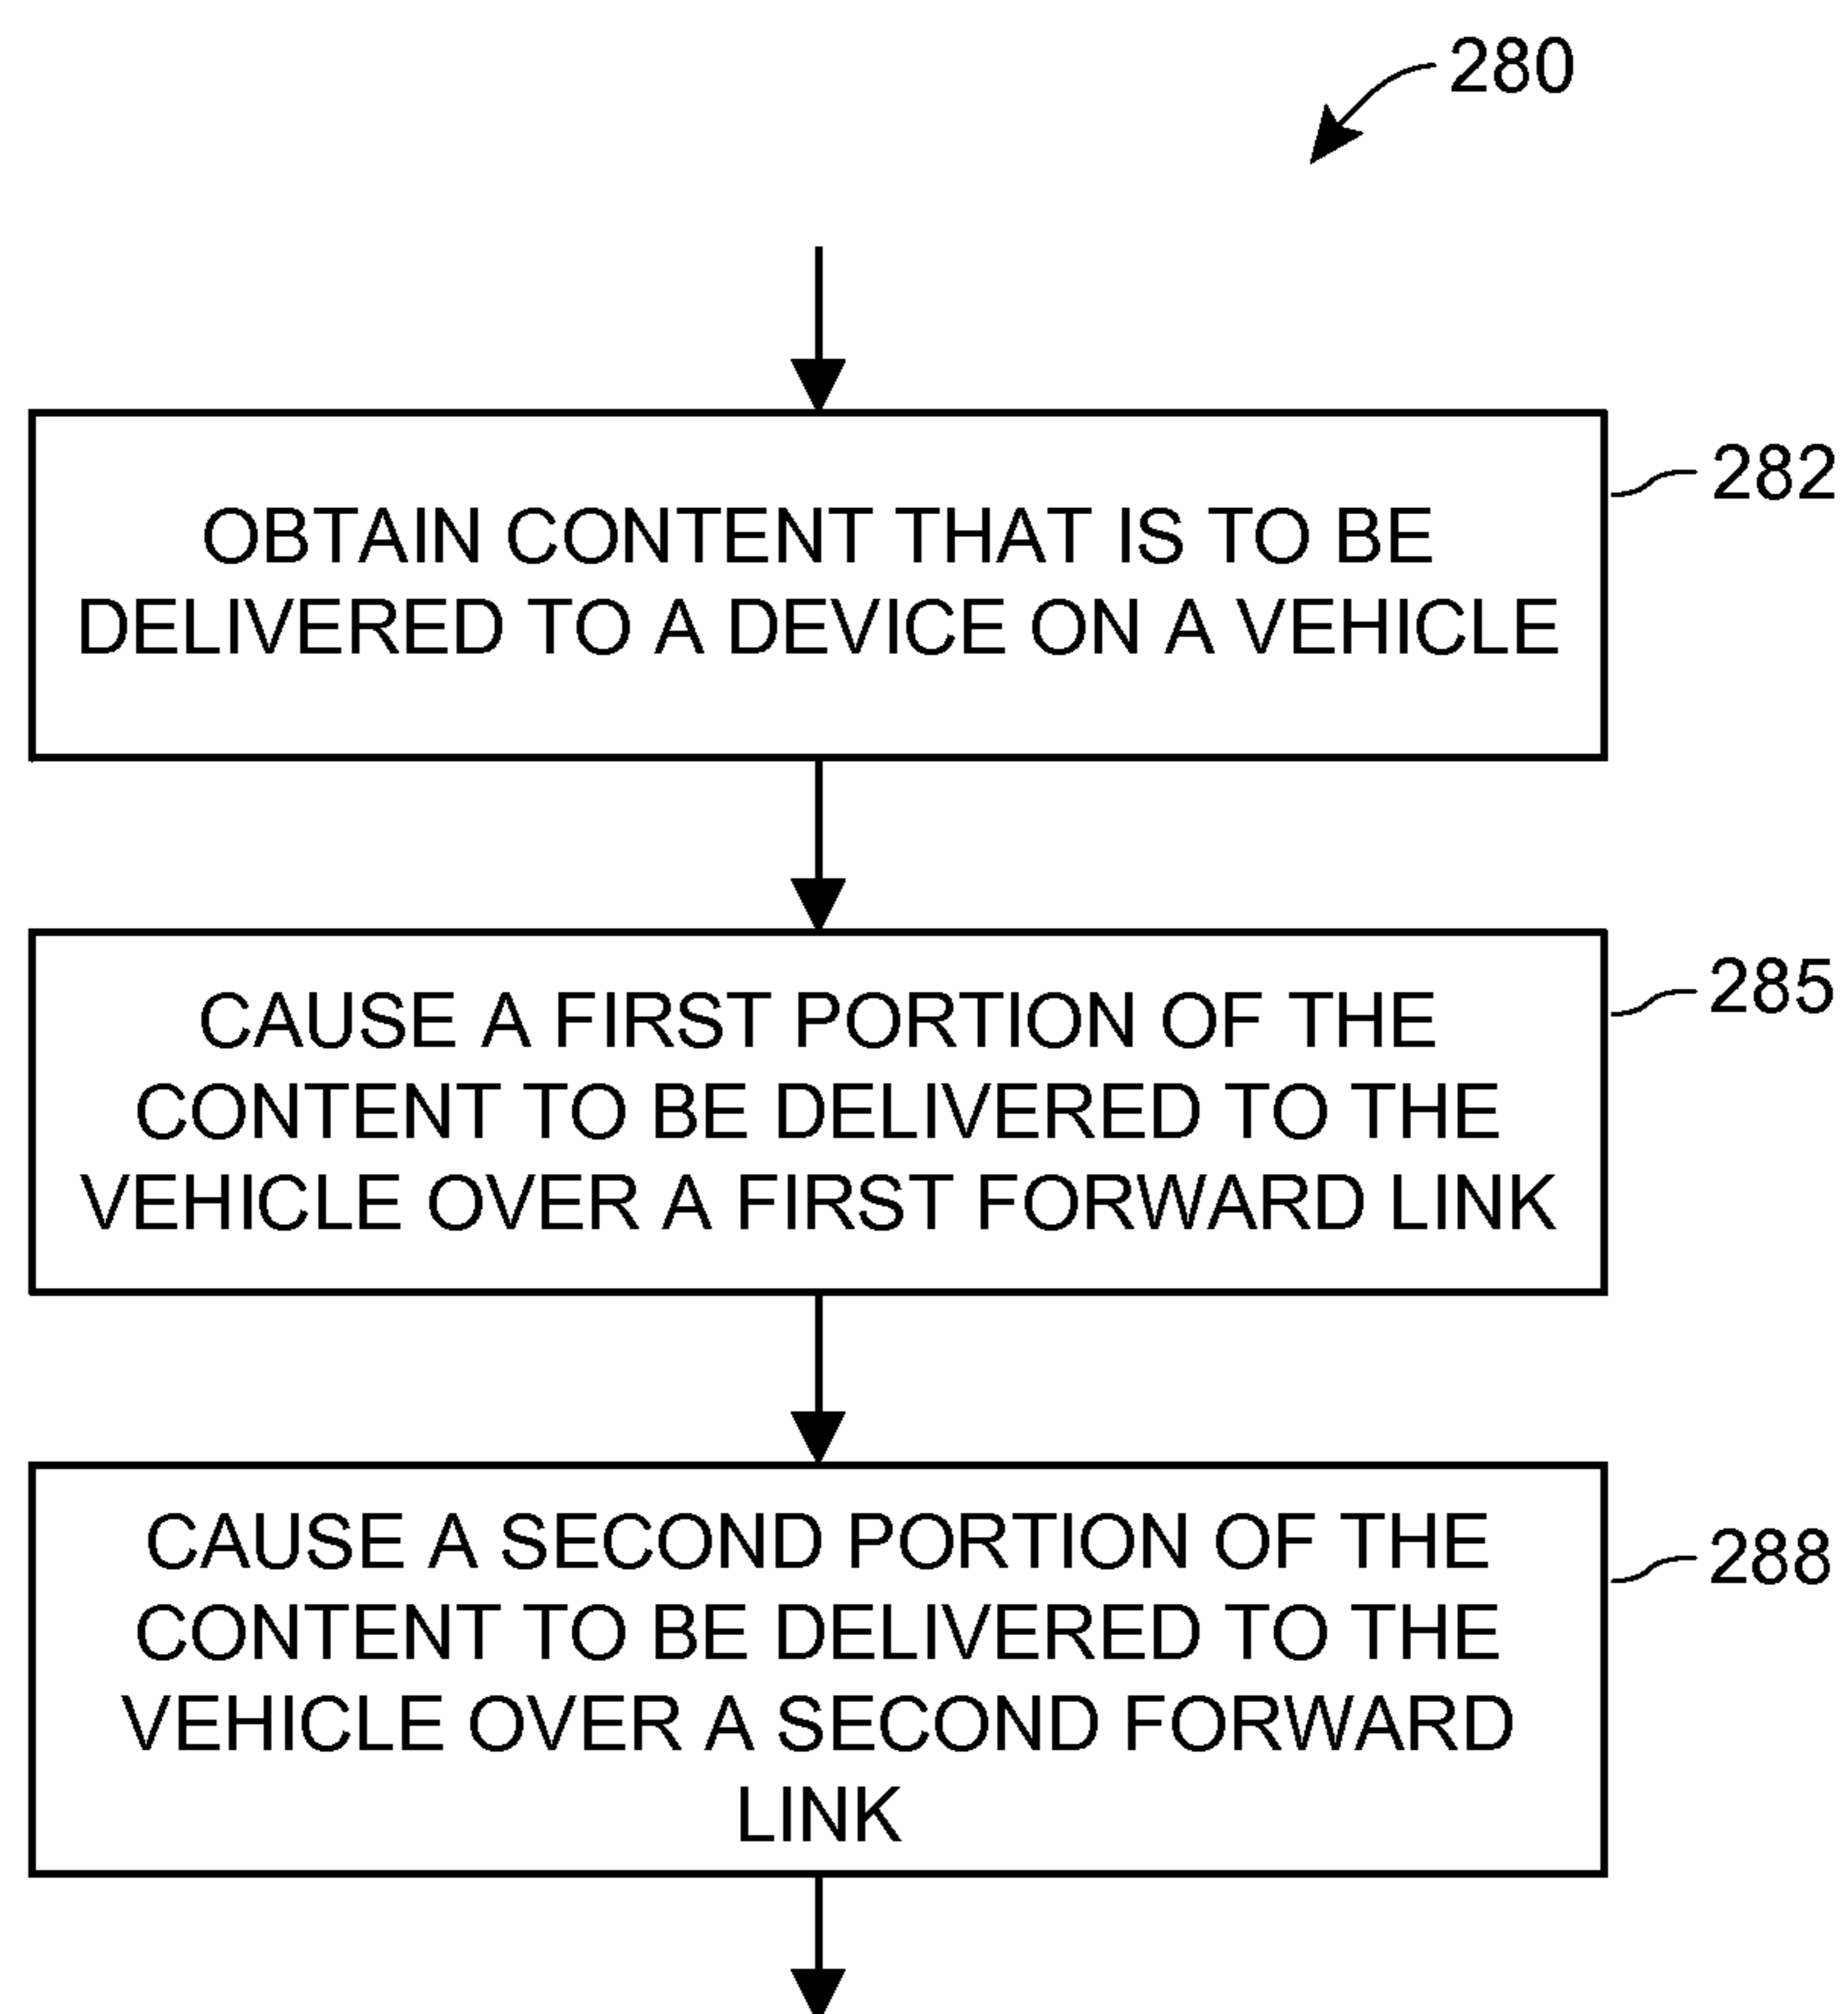 280
282
OBTAIN CONTENT THAT IS TO BE
DELIVERED TO A DEVICE ON A VEHICLE
285
CAUSE A FIRST PORTION OF THE
CONTENT TO BE DELIVERED TO THE
VEHICLE OVER A FIRST FORWARD LINK
288
CAUSE A SECOND PORTION OF THE
CONTENT TO BE DELIVERED TO THE
VEHICLE OVER A SECOND FORWARD
LINK